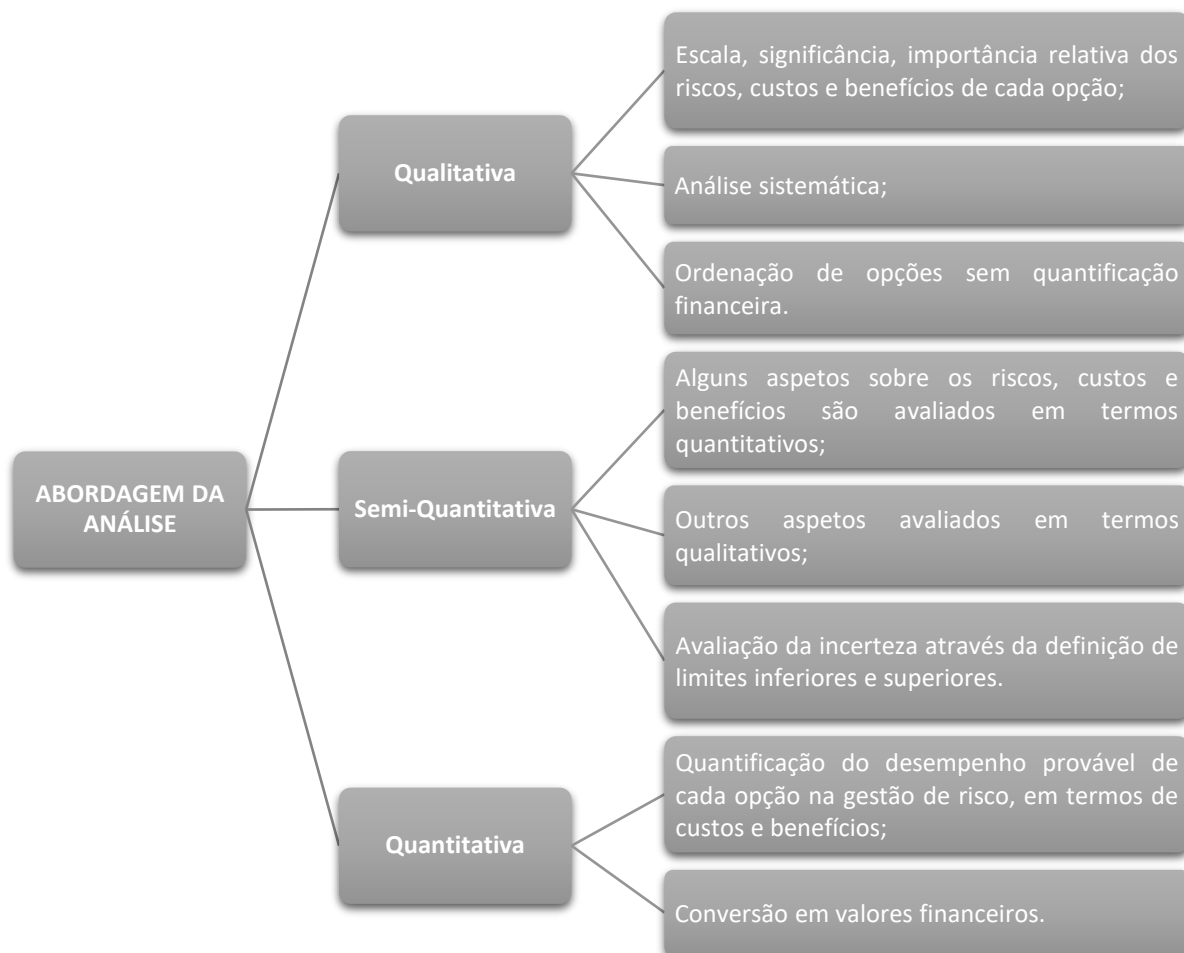 ABORDAGEM DA
ANÁLISE
Qualitativa
Escala, significância, importância relativa dos
riscos, custos e benefícios de cada opção;
Análise sistemática;
Ordenação de opções sem quantificação
financeira.
Semi-Quantitativa
Alguns aspetos sobre os riscos, custos e
benefícios são avaliados em termos
quantitativos;
Outros aspetos avaliados em termos
qualitativos;
Avaliação da incerteza através da definição de
limites inferiores e superiores.
Quantitativa
Quantificação do desempenho provável de
cada opção na gestão de risco, em termos de
custos e benefícios;
Conversão em valores financeiros.